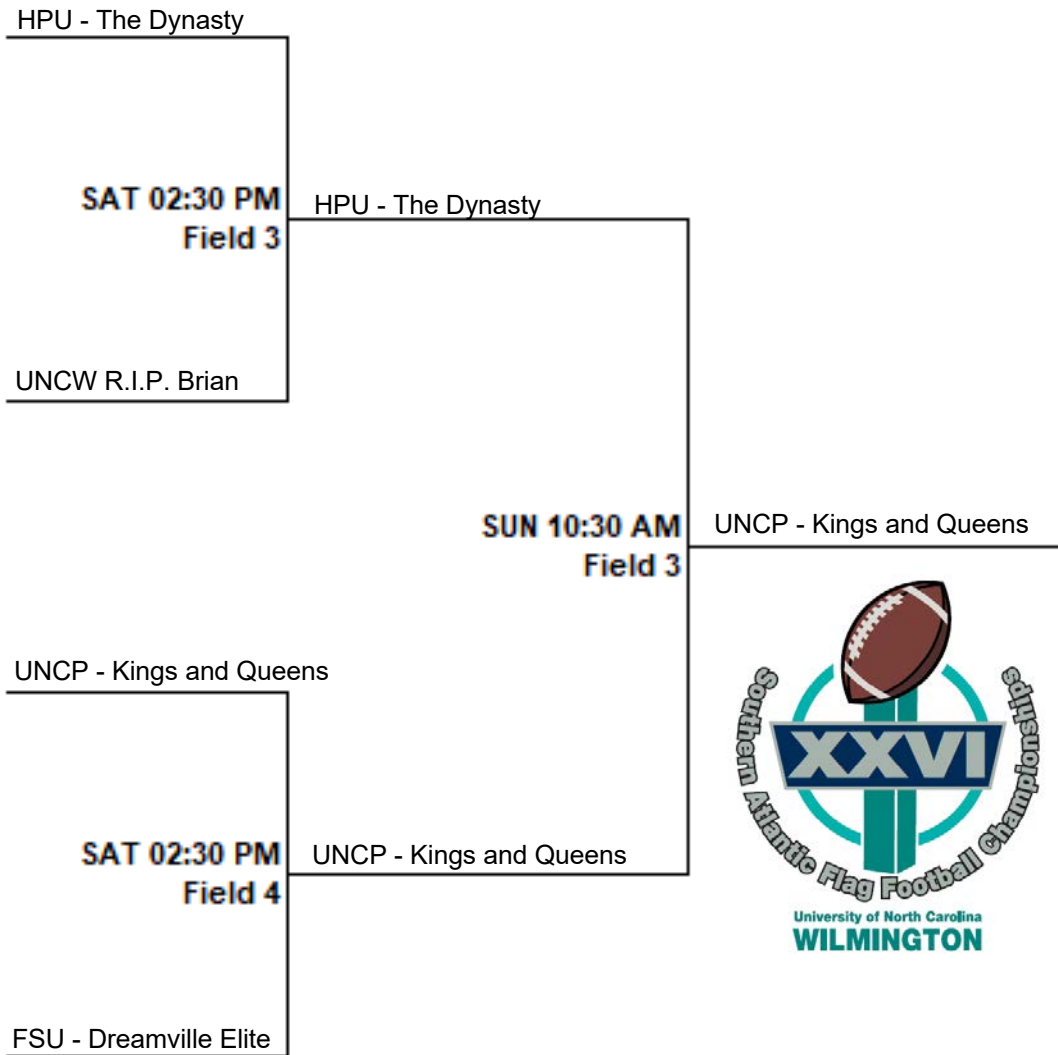 HPU - The Dynasty
SAT 02:30 PM
Field 3
HPU - The Dynasty
UNCW R.I.P. Brian
SUN 10:30 AM
Field 3
UNCP - Kings and Queens
UNCP - Kings and Queens
SAT 02:30 PM
Field 4
UNCP - Kings and Queens
FSU - Dreamville Elite
XXVI
Southern Atlantic Flag Football Championships
University of North Carolina
WILMINGTON